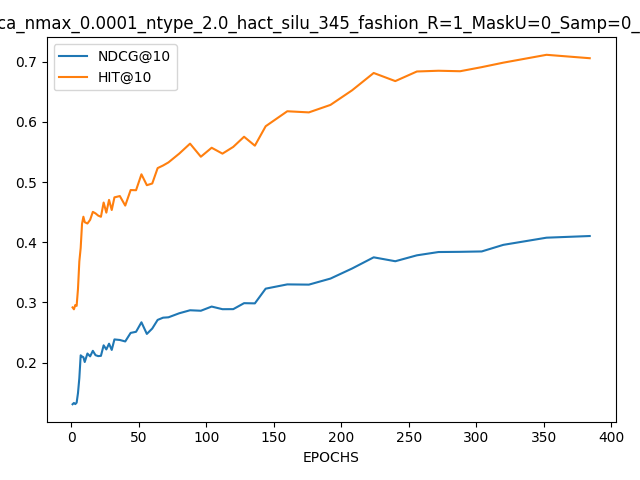 ca_nmax_0.0001_ntype_2.0_hact_silu_345_fashion_R=1_MaskU=0_Samp=0_
NDCG@10
HIT@10
0.7
0.6
0.5
0.4
0.3
0.2
0 50 100 150 200 250 300 350 400
EPOCHS